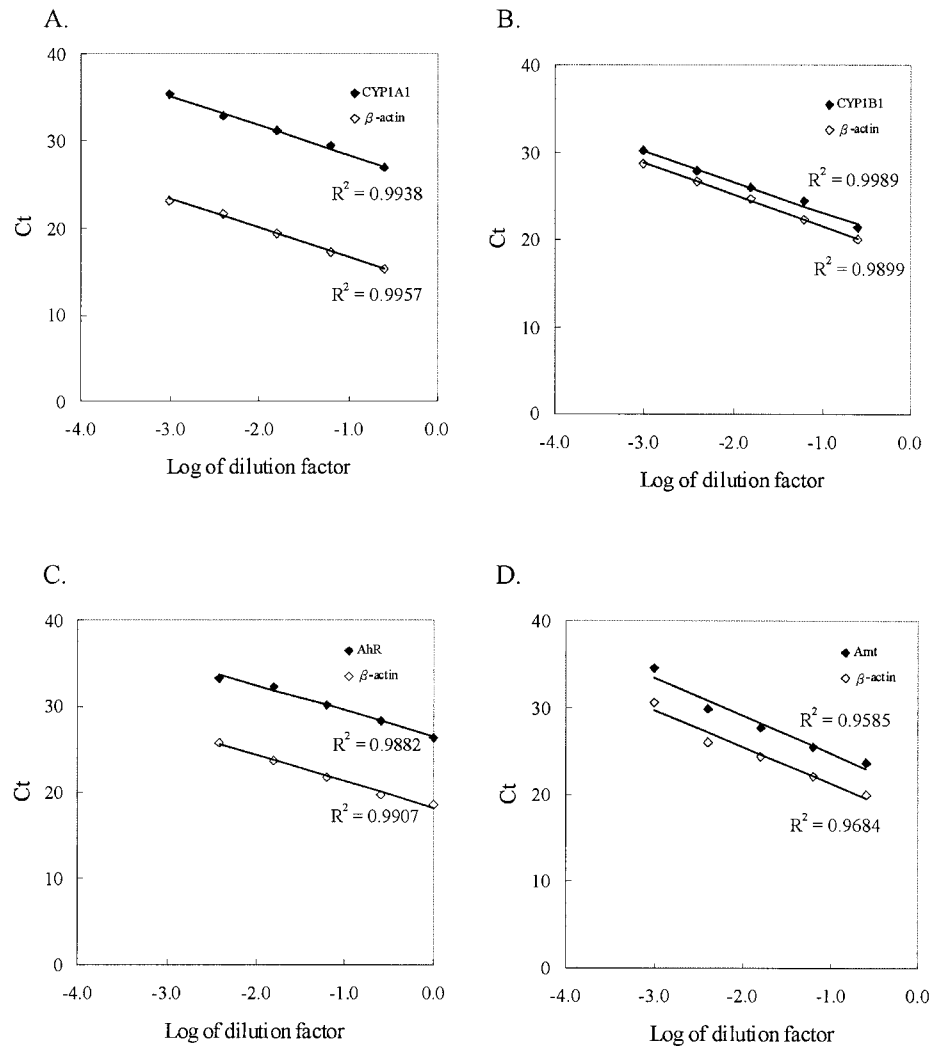 A.
40
30
20
10
0
Ct
◆ CYP1A1
◇ β-actin
R² = 0.9938
R² = 0.9957
-4.0 -3.0 -2.0 -1.0 0.0
Log of dilution factor
B.
40
30
20
10
0
Ct
◆ CYP1B1
◇ β-actin
R² = 0.9989
R² = 0.9899
-4.0 -3.0 -2.0 -1.0 0.0
Log of dilution factor
C.
40
30
20
10
0
Ct
◆ AhR
◇ β-actin
R² = 0.9882
R² = 0.9907
-4.0 -3.0 -2.0 -1.0 0.0
Log of dilution factor
D.
40
30
20
10
0
Ct
◆ Arnt
◇ β-actin
R² = 0.9585
R² = 0.9684
-4.0 -3.0 -2.0 -1.0 0.0
Log of dilution factor